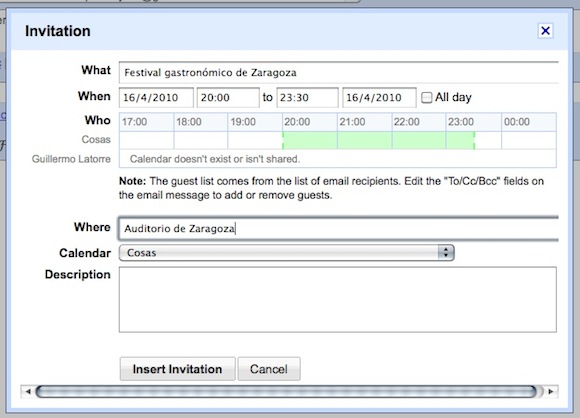 Invitation
What Festival gastronómico de Zaragoza
When 16/4/2010 20:00 to 23:30 16/4/2010 All day
Who 17:00 18:00 19:00 20:00 21:00 22:00 23:00 00:00
Cosas
Guillermo Latorre Calendar doesn't exist or isn't shared.
Note: The guest list comes from the list of email recipients. Edit the "To/Cc/Bcc" fields on
the email message to add or remove guests.
Where Auditorio de Zaragoza
Calendar Cosas
Description
Insert Invitation Cancel